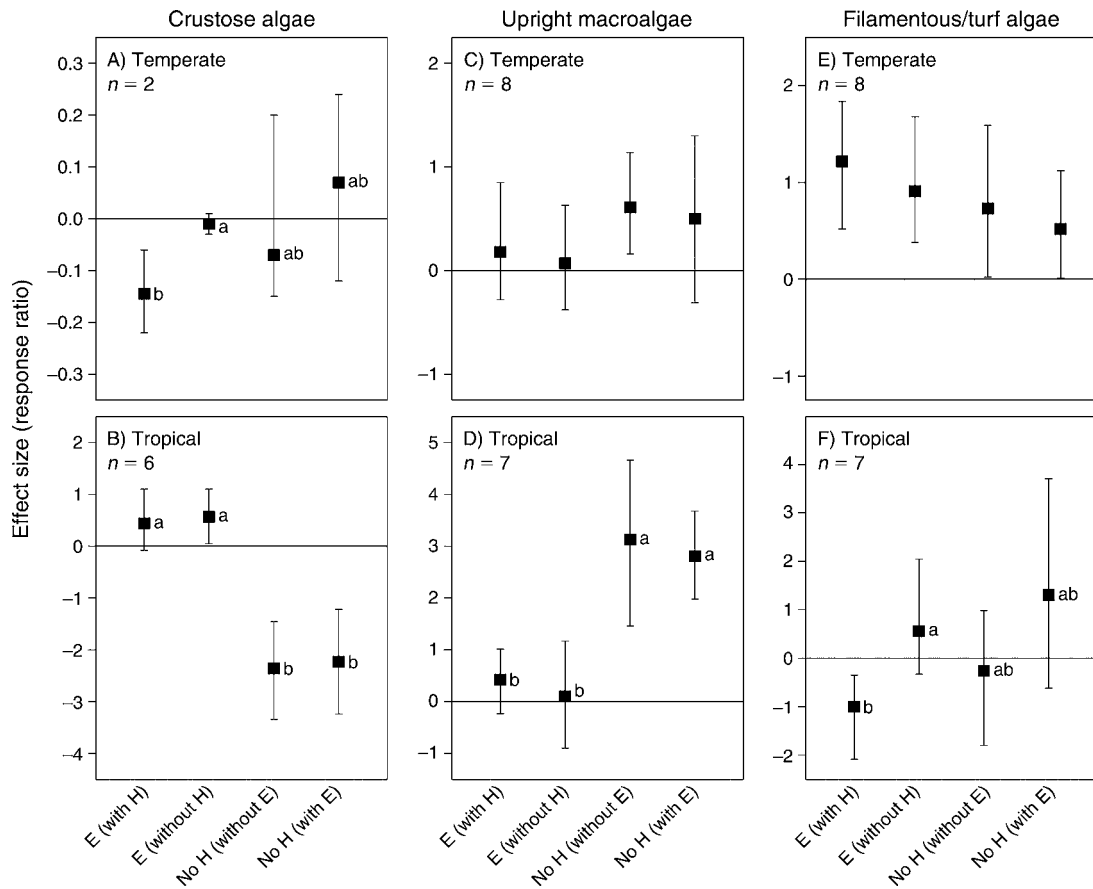 Crustose algae
Upright macroalgae
Filamentous/turf algae
Effect size (response ratio)
A) Temperate
n = 2
0.3
0.2
0.1
0.0
–0.1
–0.2
–0.3
b
a
ab
ab
C) Temperate
n = 8
2
1
0
–1
E) Temperate
n = 8
2
1
0
–1
B) Tropical
n = 6
2
1
0
–1
–2
–3
–4
a
a
b
b
D) Tropical
n = 7
5
4
3
2
1
0
–1
b
b
a
a
F) Tropical
n = 7
4
3
2
1
0
–1
–2
b
a
ab
ab
E (with H)
E (without H)
No H (without E)
No H (with E)
E (with H)
E (without H)
No H (without E)
No H (with E)
E (with H)
E (without H)
No H (without E)
No H (with E)